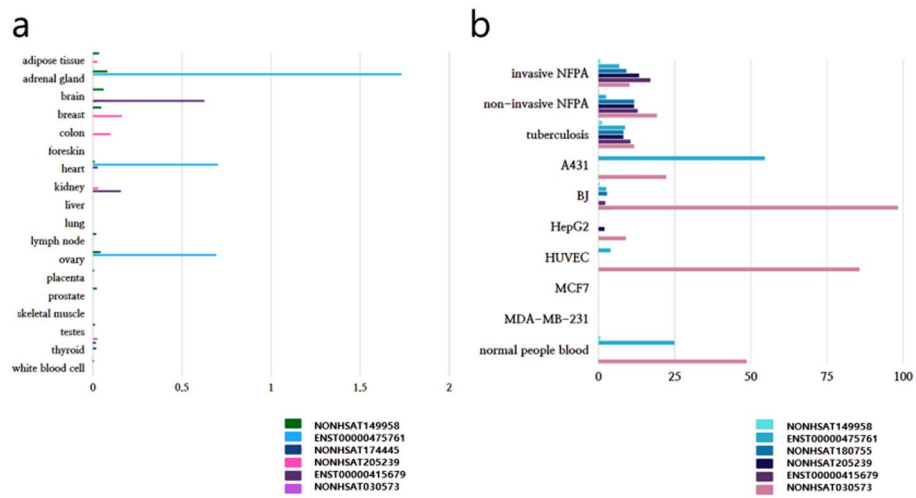 a
adipose tissue
adrenal gland
brain
breast
colon
foreskin
heart
kidney
liver
lung
lymph node
ovary
placenta
prostate
skeletal muscle
testes
thyroid
white blood cell
0 0,5 1 1,5 2
NONHSAT149958
ENST00000475761
NONHSAT174445
NONHSAT205239
ENST00000415679
NONHSAT030573
b
invasive NFPA
non-invasive NFPA
tuberculosis
A431
BJ
HepG2
HUVEC
MCF7
MDA-MB-231
normal people blood
0 25 50 75 100
NONHSAT149958
ENST00000475761
NONHSAT180755
NONHSAT205239
ENST00000415679
NONHSAT030573